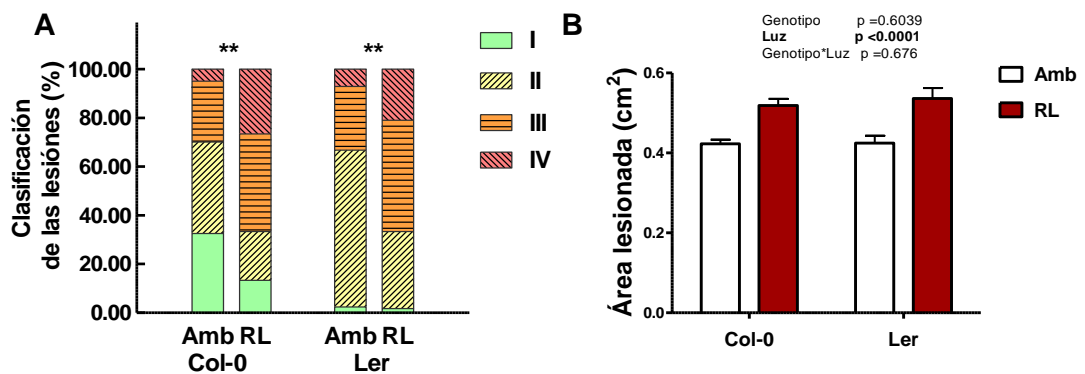 A
**
**
I
II
III
IV
Clasificación
de las lesiónes (%)
100.00
80.00
60.00
40.00
20.00
0.00
Amb RL
Amb RL
Col-0
Ler
B
Genotipo p =0.6039
Luz p <0.0001
Genotipo*Luz p =0.676
Amb
RL
Área lesionada (cm2)
0.6
0.4
0.2
0.0
Col-0
Ler